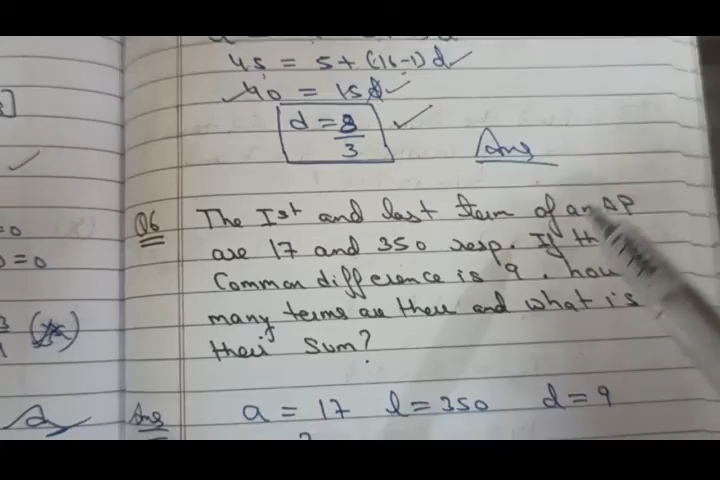 45 = 5 + (16-1) d
40 = 15d
d = 8
3
Ans
Q6 The Ist and last term of an AP
are 17 and 350 resp. If th
Common difference is 9. how
many terms are there and what is
their sum?
Ans a = 17 l = 350 d = 9